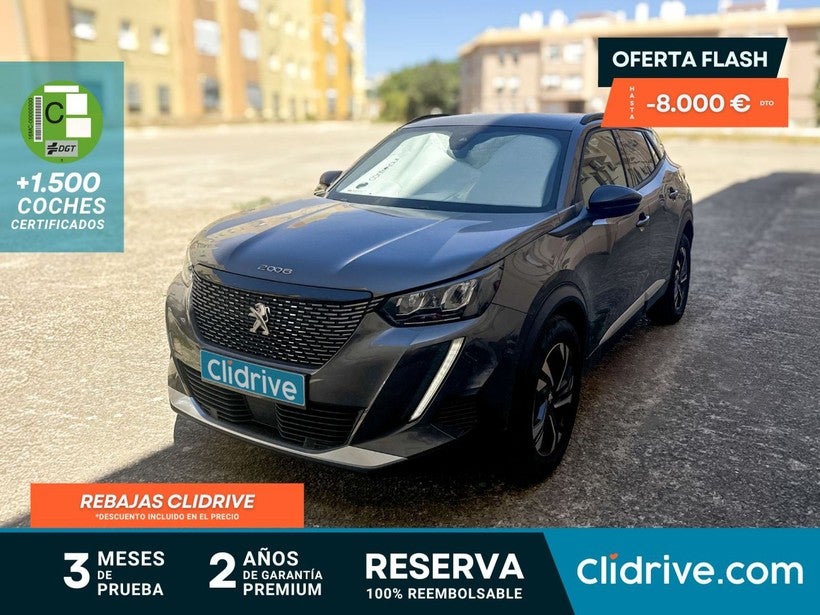 OFERTA FLASH
HASTA -8.000 € DTO
C
DGT
+1.500
COCHES
CERTIFICADOS
2008
clidrive
REBAJAS CLIDRIVE
*DESCUENTO INCLUIDO EN EL PRECIO
3 MESES DE PRUEBA
2 AÑOS DE GARANTÍA PREMIUM
RESERVA
100% REEMBOLSABLE
Clidrive.com